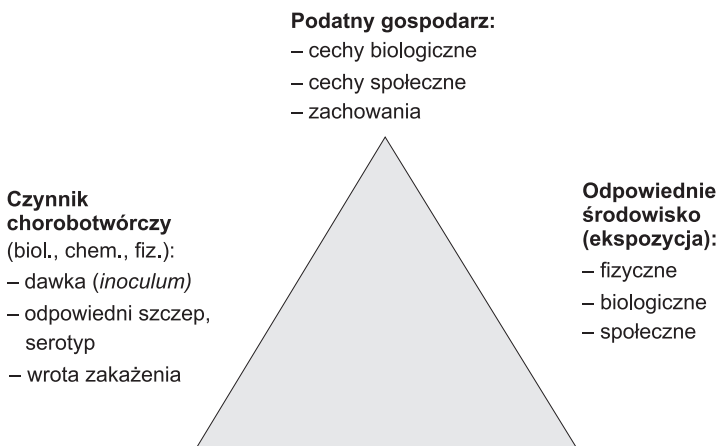 Podatny gospodarz:
– cechy biologiczne
– cechy społeczne
– zachowania
Czynnik
chorobotwórczy
(biol., chem., fiz.):
– dawka (inoculum)
– odpowiedni szczep,
serotyp
– wrota zakażenia
Odpowiednie
środowisko
(ekspozycja):
– fizyczne
– biologiczne
– społeczne